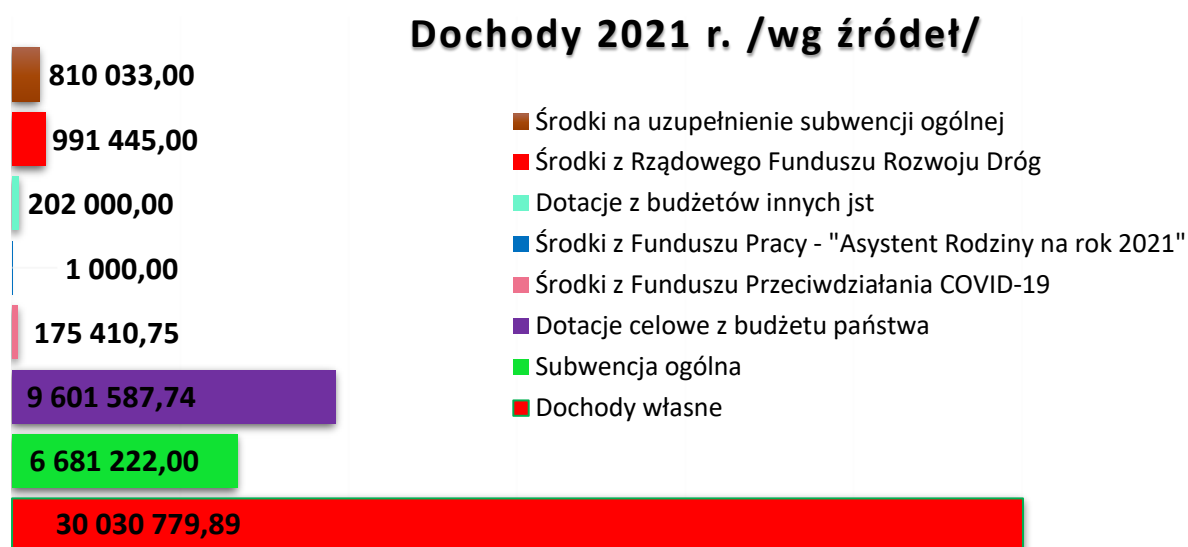 Dochody 2021 r. /wg źródeł/
810 033,00
991 445,00
202 000,00
1 000,00
175 410,75
9 601 587,74
6 681 222,00
30 030 779,89
Środki na uzupełnienie subwencji ogólnej
Środki z Rządowego Funduszu Rozwoju Dróg
Dotacje z budżetów innych jst
Środki z Funduszu Pracy - "Asystent Rodziny na rok 2021"
Środki z Funduszu Przeciwdziałania COVID-19
Dotacje celowe z budżetu państwa
Subwencja ogólna
Dochody własne